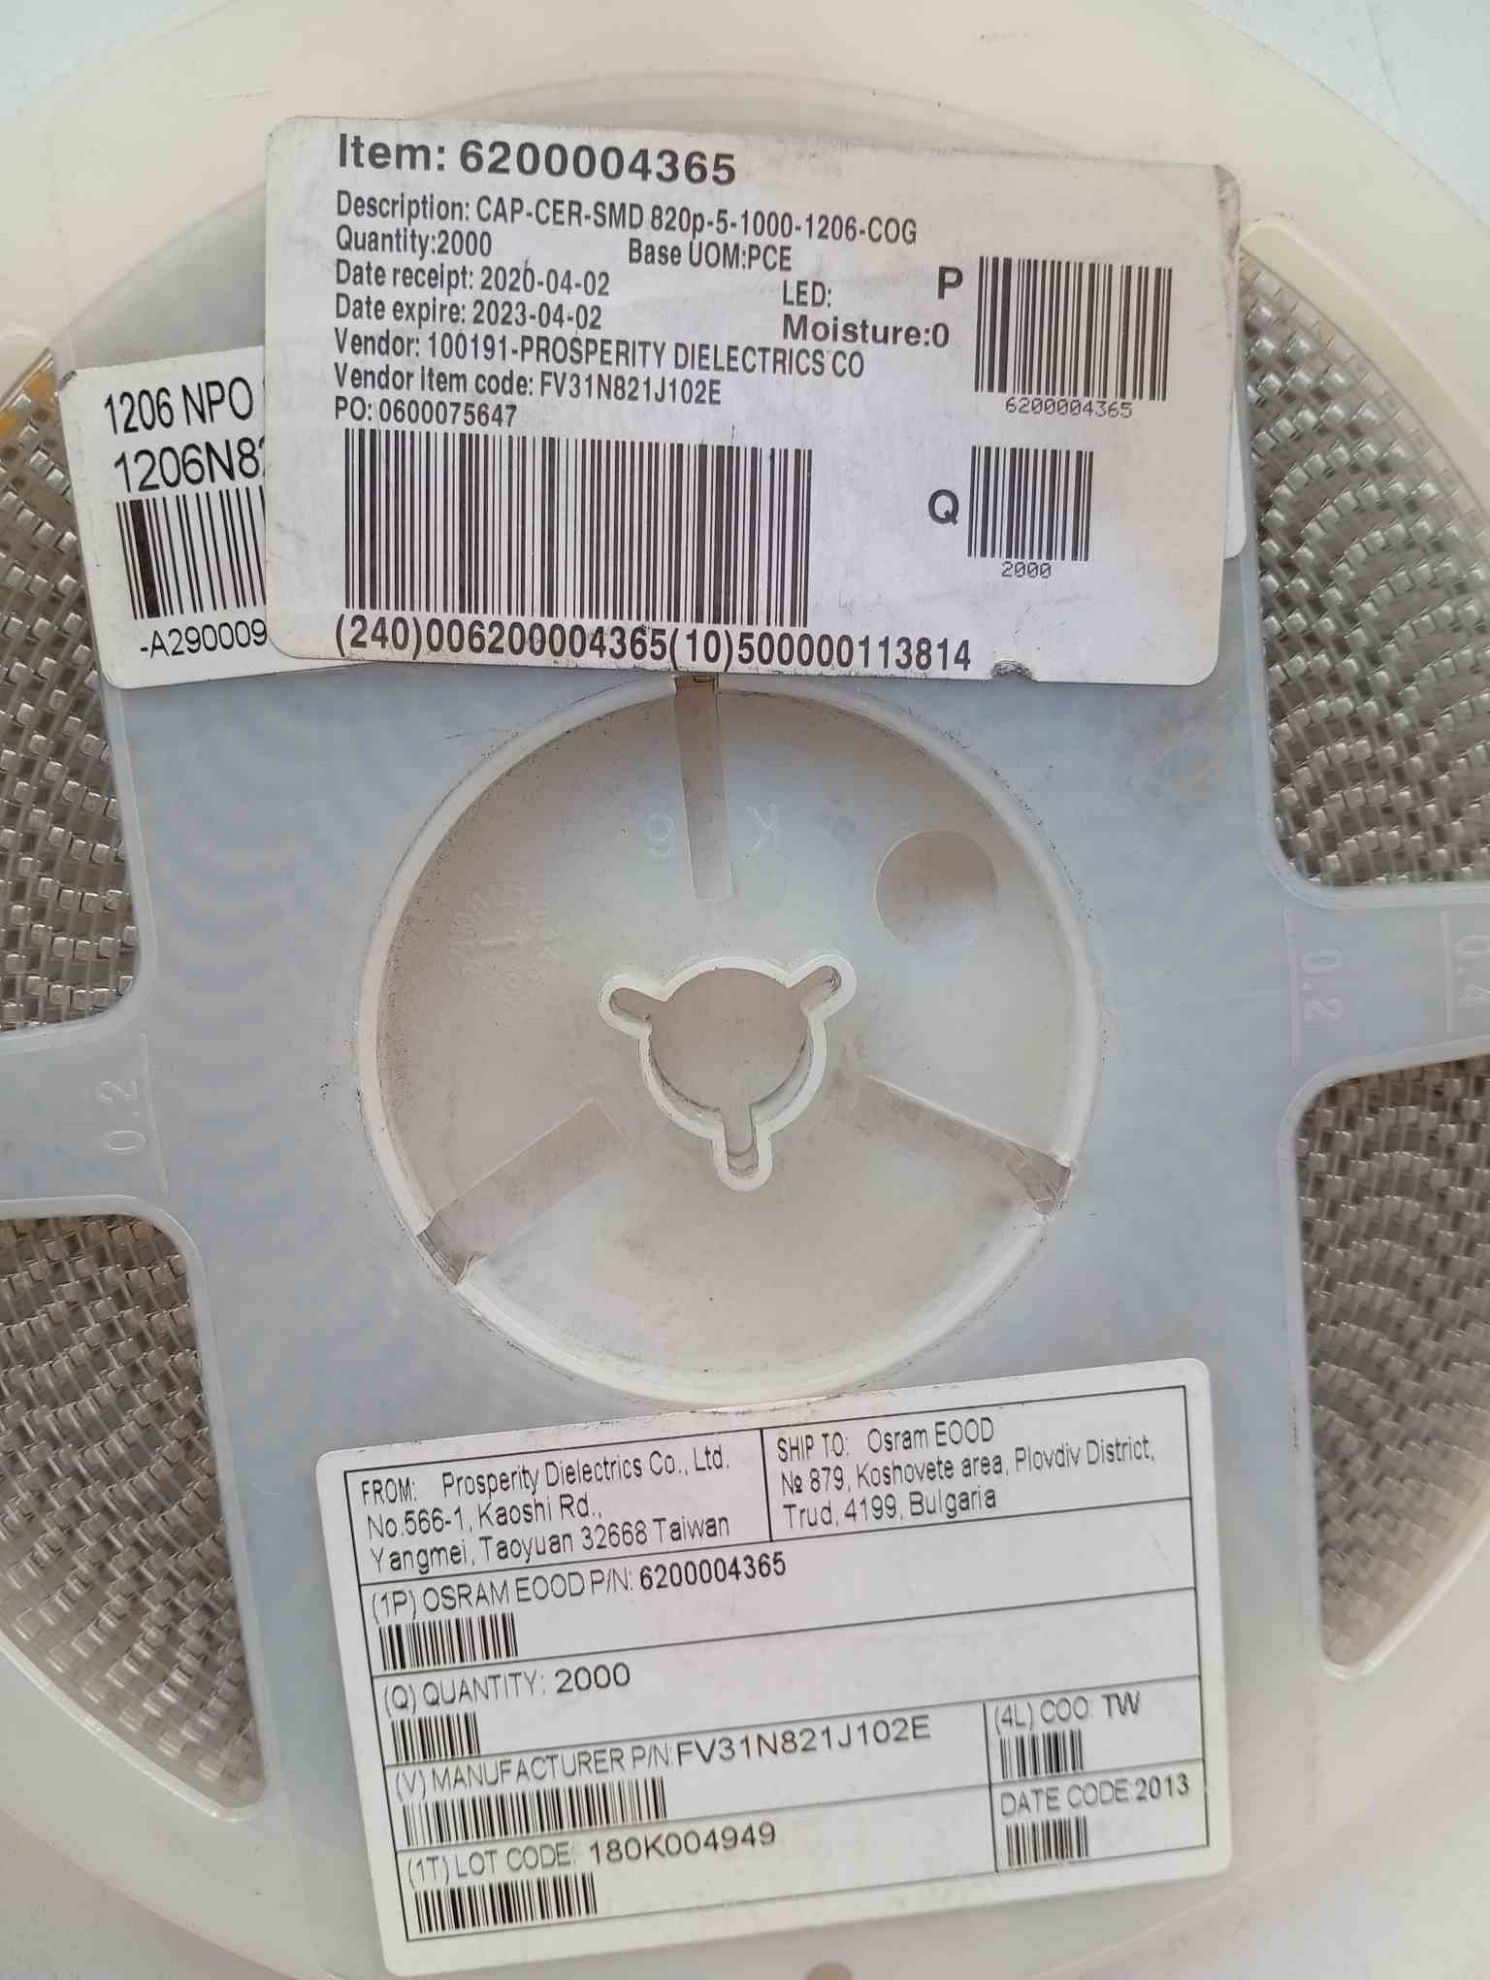 Item: 6200004365
Description: CAP-CER-SMD 820p-5-1000-1206-COG
Quantity:2000 Base UOM:PCE
Date receipt: 2020-04-02 LED: P
Date expire: 2023-04-02 Moisture:0
Vendor: 100191-PROSPERITY DIELECTRICS CO
Vendor item code: FV31N821J102E
6200004365
PO: 0600075647
Q
2000
(240)006200004365(10)500000113814
1206 NPO
1206N82
-A290009
6 K
0.2
0.4
0.2
FROM: Prosperity Dielectrics Co., Ltd.
No.566-1, Kaoshi Rd.,
Yangmei, Taoyuan 32668 Taiwan
SHIP TO: Osram EOOD
№ 879, Koshovete area, Plovdiv District,
Trud, 4199, Bulgaria
(1P) OSRAM EOOD P/N: 6200004365
(Q) QUANTITY: 2000
(V) MANUFACTURER P/N:FV31N821J102E
(4L) COO: TW
(1T) LOT CODE: 180K004949
DATE CODE:2013